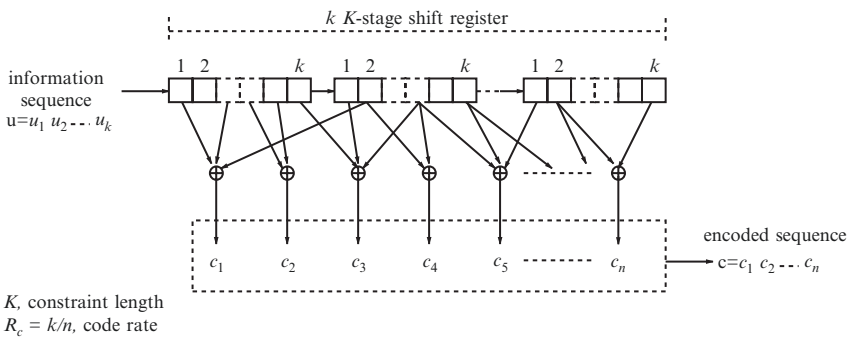 k K-stage shift register
1 2 k 1 2 k 1 2 k
information
sequence
u=u₁ u₂ --- uₖ
c₁ c₂ c₃ c₄ c₅ cₙ
encoded sequence
c=c₁ c₂ --- cₙ
K, constraint length
R꜀ = k/n, code rate